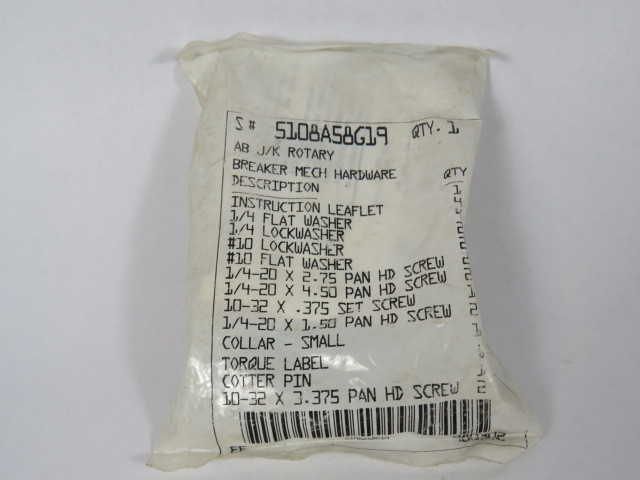 S# 5108A58G19 QTY. 1
AB J/K ROTARY
BREAKER MECH HARDWARE QTY
DESCRIPTION
INSTRUCTION LEAFLET
1/4 FLAT WASHER
1/4 LOCKWASHER
#10 LOCKWASHER
#10 FLAT WASHER
1/4-20 X 2.75 PAN HD SCREW
1/4-20 X 4.50 PAN HD SCREW
10-32 X .375 SET SCREW
1/4-20 X 1.50 PAN HD SCREW
COLLAR - SMALL
TORQUE LABEL
COTTER PIN
10-32 X 3.375 PAN HD SCREW
EF